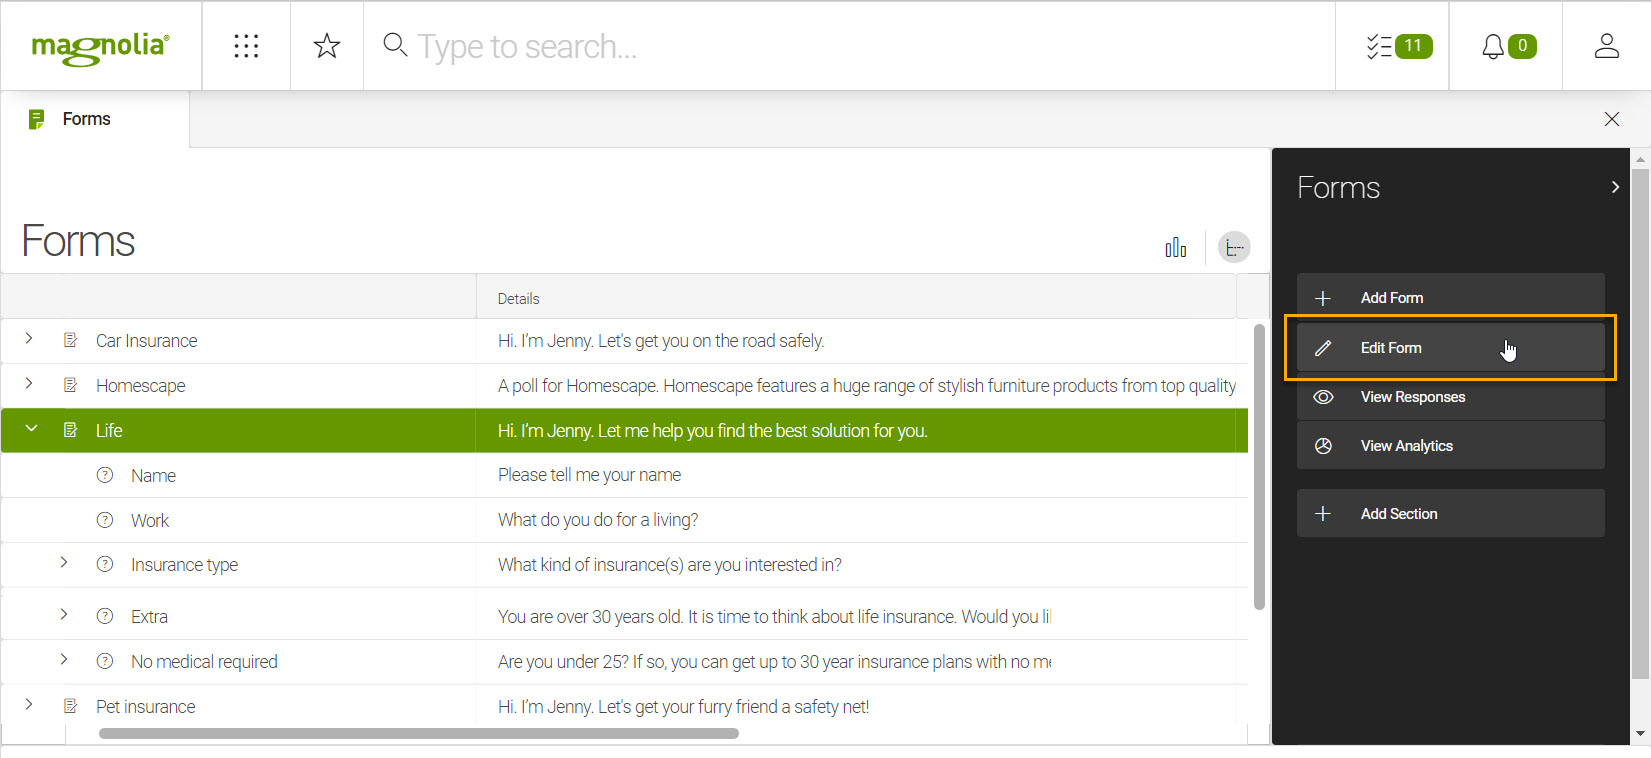 magnolia®
Type to search...
11
0
Forms
Forms
Details
Car Insurance
Hi. I'm Jenny. Let's get you on the road safely.
Homescape
A poll for Homescape. Homescape features a huge range of stylish furniture products from top quality
Life
Hi. I'm Jenny. Let me help you find the best solution for you.
Name
Please tell me your name
Work
What do you do for a living?
Insurance type
What kind of insurance(s) are you interested in?
Extra
You are over 30 years old. It is time to think about life insurance. Would you li
No medical required
Are you under 25? If so, you can get up to 30 year insurance plans with no me
Pet insurance
Hi. I'm Jenny. Let's get your furry friend a safety net!
Forms
Add Form
Edit Form
View Responses
View Analytics
Add Section